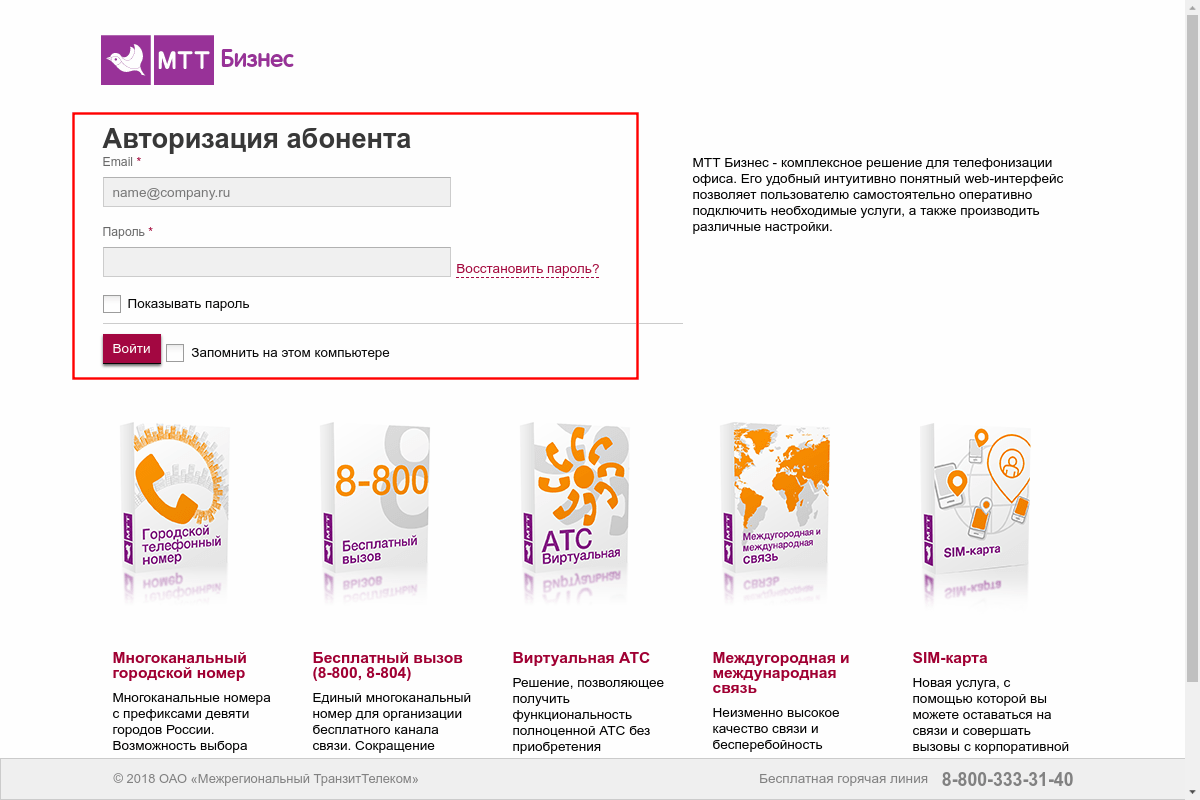 МТТ Бизнес
Авторизация абонента
Email *
name@company.ru
Пароль *
Восстановить пароль?
Показывать пароль
Войти
Запомнить на этом компьютере
МТТ Бизнес - комплексное решение для телефонизации
офиса. Его удобный интуитивно понятный web-интерфейс
позволяет пользователю самостоятельно оперативно
подключить необходимые услуги, а также производить
различные настройки.
МТТ
Городской
телефонный
номер
8-800
8
МТТ
Бесплатный
вызов
МТТ
АТС
Виртуальная
МТТ
Междугородная и
международная
связь
МТТ
SIM-карта
Многоканальный
городской номер
Многоканальные номера
с префиксами девяти
городов России.
Возможность выбора
Бесплатный вызов
(8-800, 8-804)
Единый многоканальный
номер для организации
бесплатного канала
связи. Сокращение
Виртуальная АТС
Решение, позволяющее
получить
функциональность
полноценной АТС без
приобретения
Междугородная и
международная
связь
Неизменно высокое
качество связи и
бесперебойность
SIM-карта
Новая услуга, с
помощью которой вы
можете оставаться на
связи и совершать
вызовы с корпоративной
© 2018 ОАО «Межрегиональный ТранзитТелеком»
Бесплатная горячая линия 8-800-333-31-40